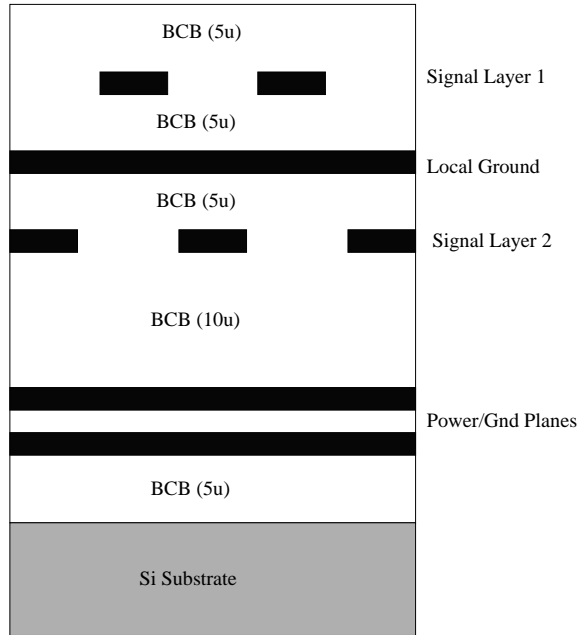 BCB (5u)
Signal Layer 1
BCB (5u)
Local Ground
BCB (5u)
Signal Layer 2
BCB (10u)
Power/Gnd Planes
BCB (5u)
Si Substrate